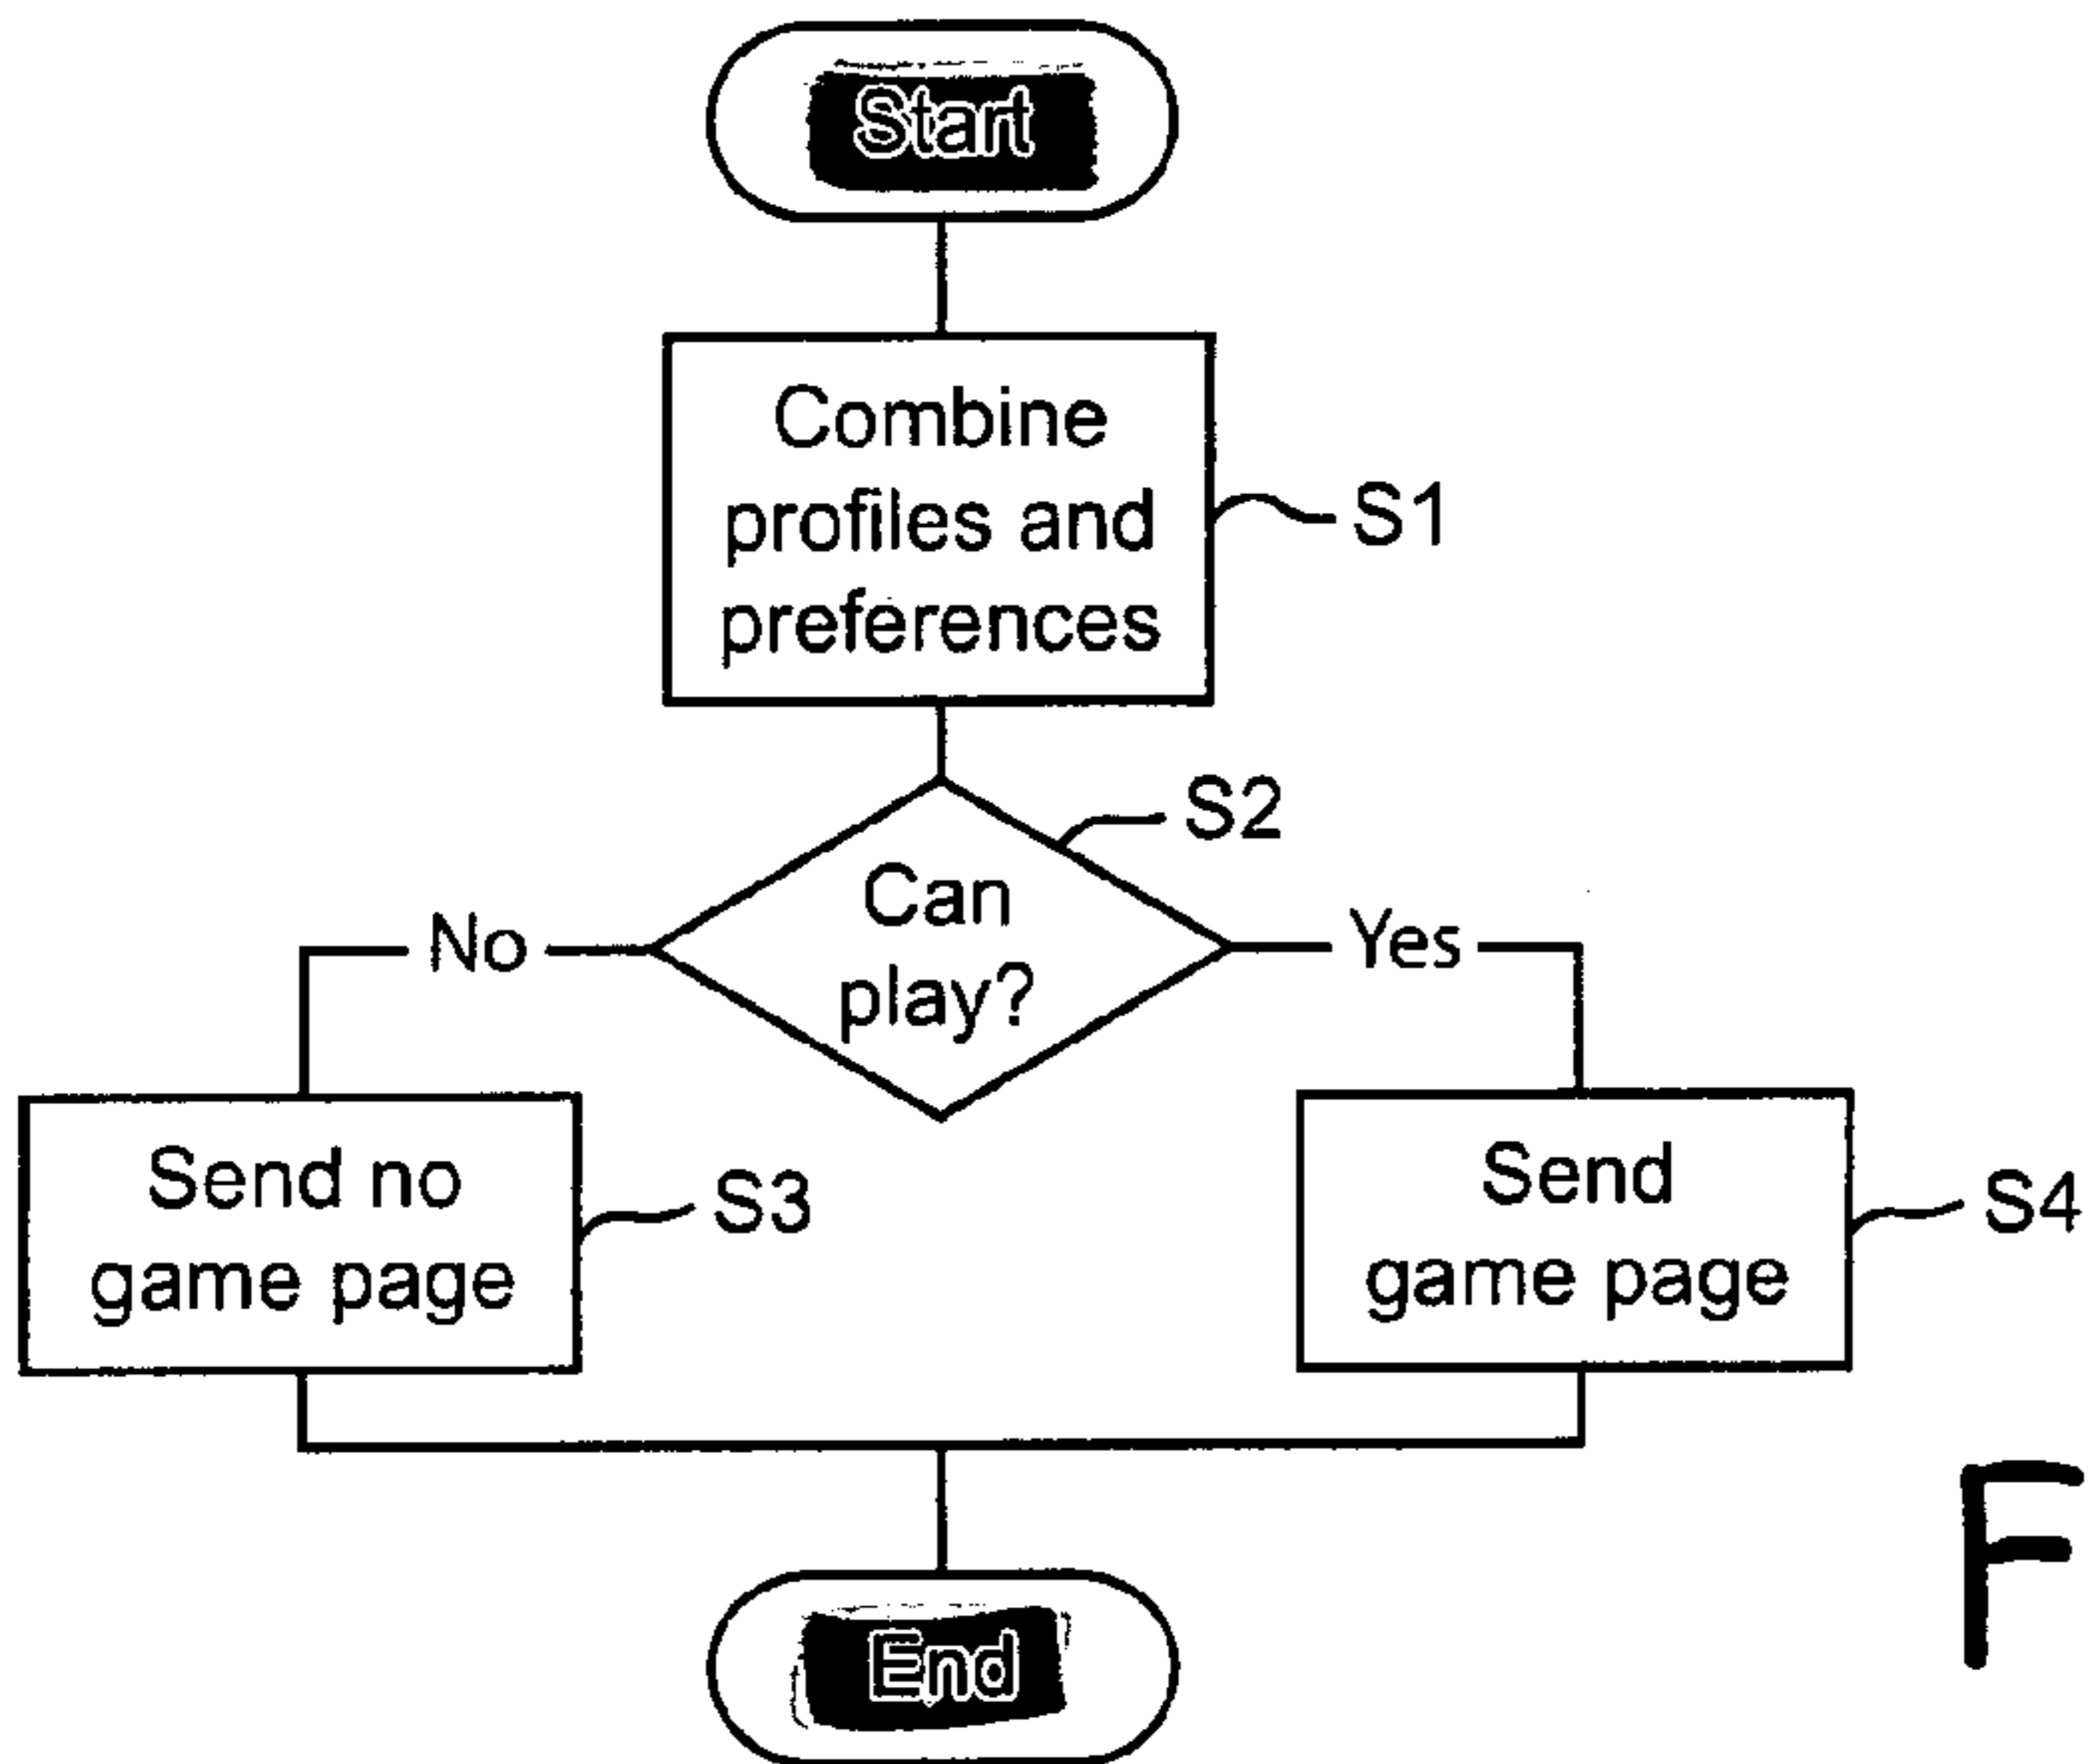 Start
Combine
profiles and
preferences
S1
S2
Can
play?
No
Yes
Send no
game page
S3
Send
game page
S4
F
End